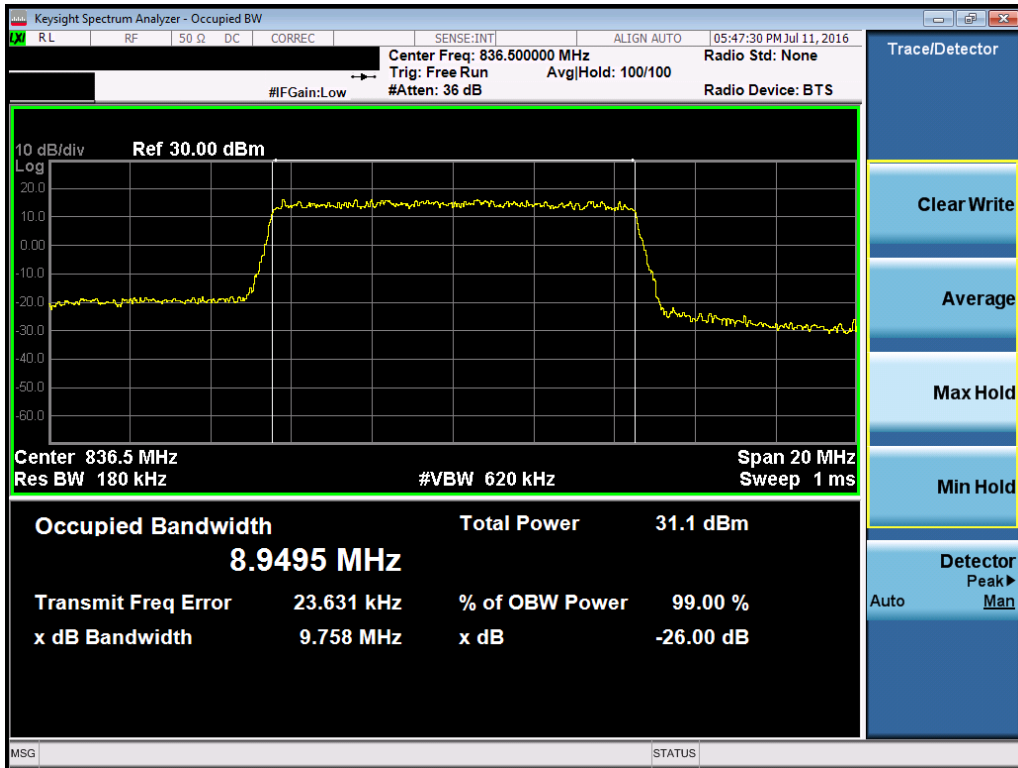 Keysight Spectrum Analyzer - Occupied BW
LXI RL RF 50 Ω DC CORREC SENSE:INT ALIGN AUTO 05:47:30 PM Jul 11, 2016
Center Freq: 836.500000 MHz Radio Std: None
Trig: Free Run Avg|Hold: 100/100
#IFGain:Low #Atten: 36 dB Radio Device: BTS
10 dB/div Ref 30.00 dBm
Log
20.0
10.0
0.00
-10.0
-20.0
-30.0
-40.0
-50.0
-60.0
Center 836.5 MHz Span 20 MHz
Res BW 180 kHz #VBW 620 kHz Sweep 1 ms
Occupied Bandwidth Total Power 31.1 dBm
8.9495 MHz
Transmit Freq Error 23.631 kHz % of OBW Power 99.00 %
x dB Bandwidth 9.758 MHz x dB -26.00 dB
MSG STATUS
Trace/Detector
Clear Write
Average
Max Hold
Min Hold
Detector
Peak▶
Auto Man